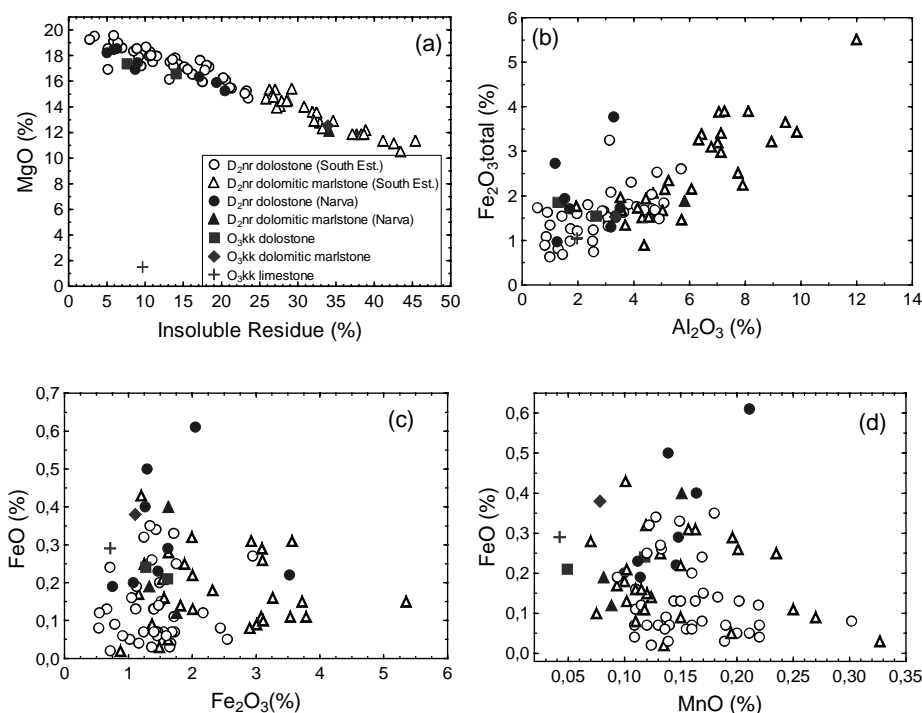 (a)
MgO (%)
20
18
16
14
12
10
8
6
4
2
0
D₂nr dolostone (South Est.)
D₂nr dolomitic marlstone (South Est.)
D₂nr dolostone (Narva)
D₂nr dolomitic marlstone (Narva)
O₃kk dolostone
O₃kk dolomitic marlstone
O₃kk limestone
0 5 10 15 20 25 30 35 40 45 50
Insoluble Residue (%)
(b)
Fe₂O₃total (%)
6
5
4
3
2
1
0
0 2 4 6 8 10 12 14
Al₂O₃ (%)
(c)
FeO (%)
0,7
0,6
0,5
0,4
0,3
0,2
0,1
0,0
0 1 2 3 4 5 6
Fe₂O₃(%)
(d)
FeO (%)
0,6
0,5
0,4
0,3
0,2
0,1
0,0
0,05 0,10 0,15 0,20 0,25 0,30 0,35
MnO (%)